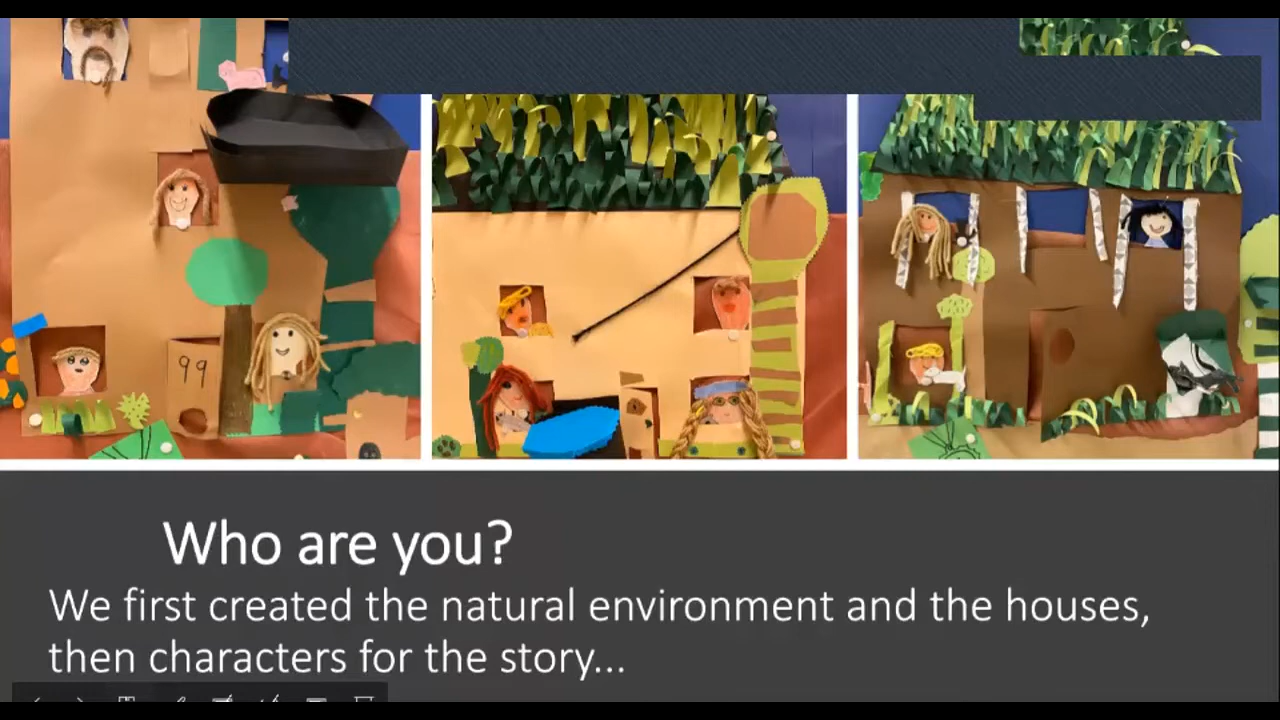 99
Who are you?
We first created the natural environment and the houses,
then characters for the story...